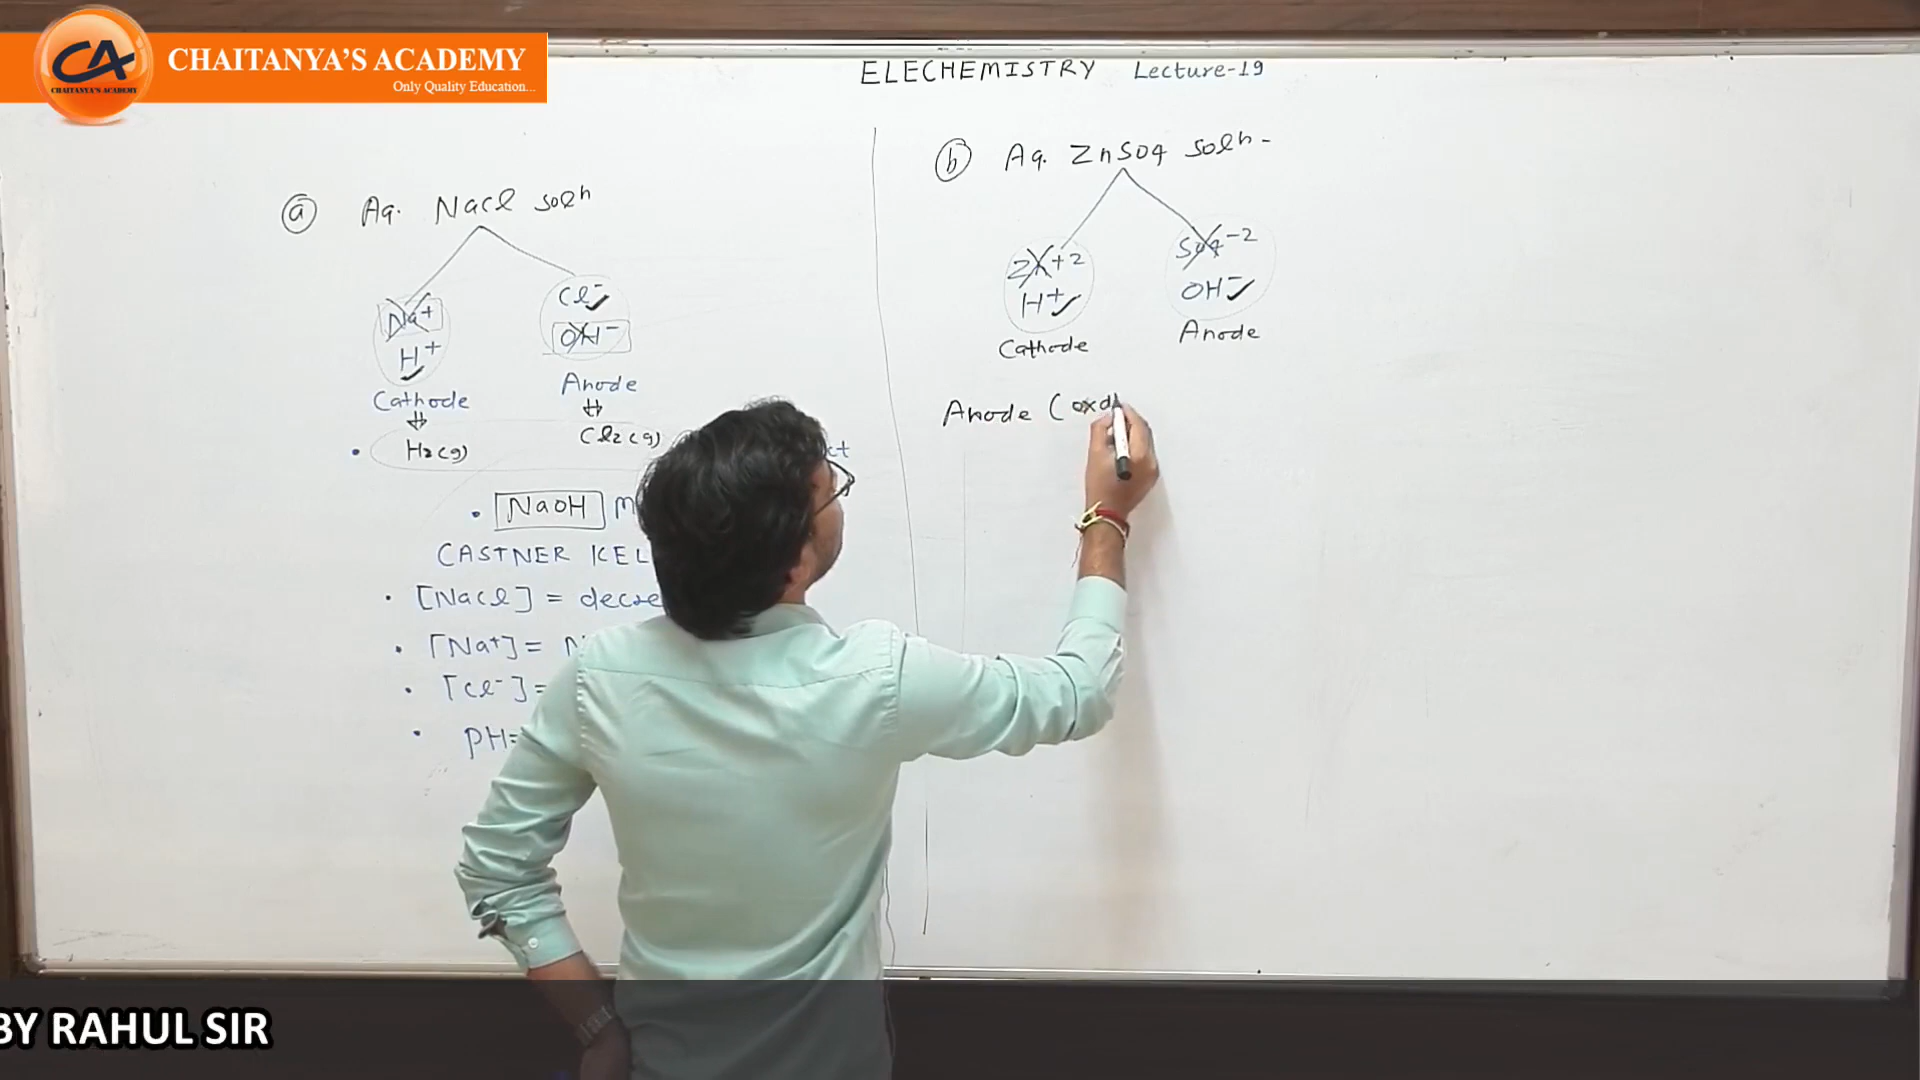 CA
CHAITANYA'S ACADEMY
CHAITANYA'S ACADEMY
Only Quality Education...
ELECHEMISTRY Lecture-19
ⓐ Aq. NaCl solⁿ
Na⁺
H⁺
Cathode
Cl⁻
OH⁻
Anode
• H₂(g)
Cl₂(g)
• NaOH
CASTNER KEL
• [NaCl] = decre
• [Na⁺] =
• [Cl⁻] =
• pH=
ⓑ Aq. ZnSO4 solⁿ-
Zn+2
H+
Cathode
SO4-2
OH⁻
Anode
Anode (oxd
BY RAHUL SIR